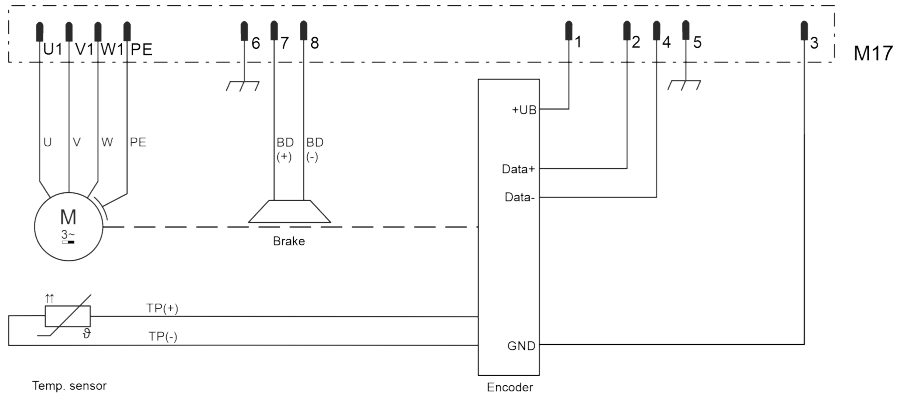 U1 V1 W1 PE 6 7 8 1 2 4 5 3
M17
+UB
U V W PE BD (+) BD (-)
Data+
Data-
M
3~
Brake
⇈
TP(+)
ϑ
TP(-)
GND
Temp. sensor
Encoder